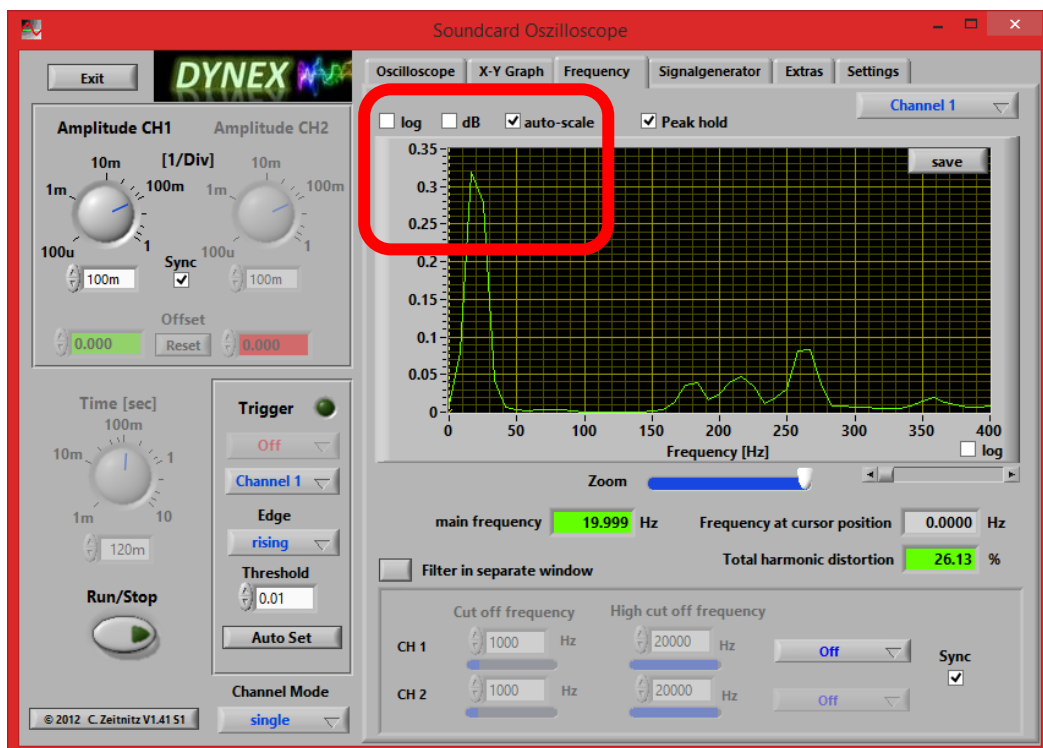 Soundcard Oszilloscope
Exit
DYNEX
Amplitude CH1 Amplitude CH2
[1/Div]
10m 10m
1m 100m 1m 100m
100u 1 100u 1
Sync
100m 100m
Offset
0.000 Reset 0.000
Time [sec]
100m
10m 1
1m 10
120m
Run/Stop
© 2012 C. Zeitnitz V1.41 S1
Trigger
Off
Channel 1
Edge
rising
Threshold
0.01
Auto Set
Channel Mode
single
Oscilloscope X-Y Graph Frequency Signalgenerator Extras Settings
Channel 1
log dB auto-scale Peak hold
save
0.35
0.3
0.25
0.2
0.15
0.1
0.05
0
0 50 100 150 200 250 300 350 400
Frequency [Hz]
log
Zoom
main frequency 19.999 Hz Frequency at cursor position 0.0000 Hz
Total harmonic distortion 26.13 %
Filter in separate window
Cut off frequency High cut off frequency
CH 1 1000 Hz 20000 Hz Off
Sync
CH 2 1000 Hz 20000 Hz Off